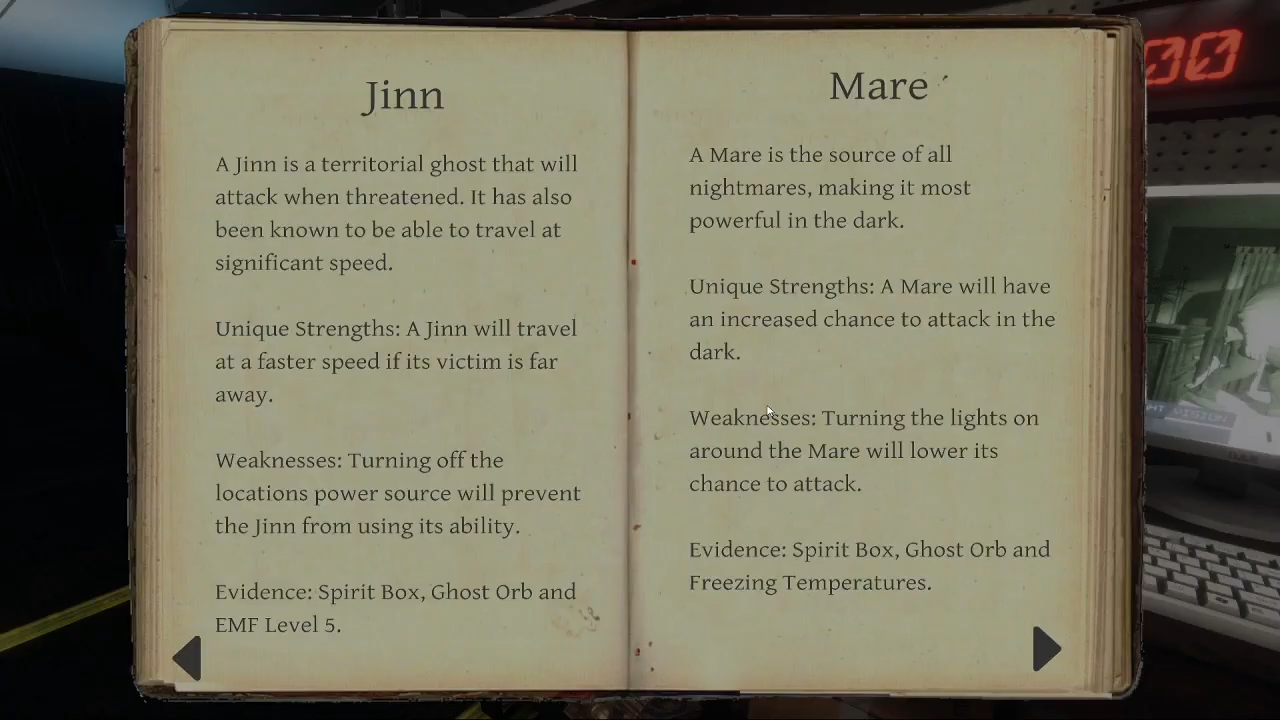 Jinn
A Jinn is a territorial ghost that will
attack when threatened. It has also
been known to be able to travel at
significant speed.
Unique Strengths: A Jinn will travel
at a faster speed if its victim is far
away.
Weaknesses: Turning off the
locations power source will prevent
the Jinn from using its ability.
Evidence: Spirit Box, Ghost Orb and
EMF Level 5.
Mare
A Mare is the source of all
nightmares, making it most
powerful in the dark.
Unique Strengths: A Mare will have
an increased chance to attack in the
dark.
Weaknesses: Turning the lights on
around the Mare will lower its
chance to attack.
Evidence: Spirit Box, Ghost Orb and
Freezing Temperatures.
00
VISION